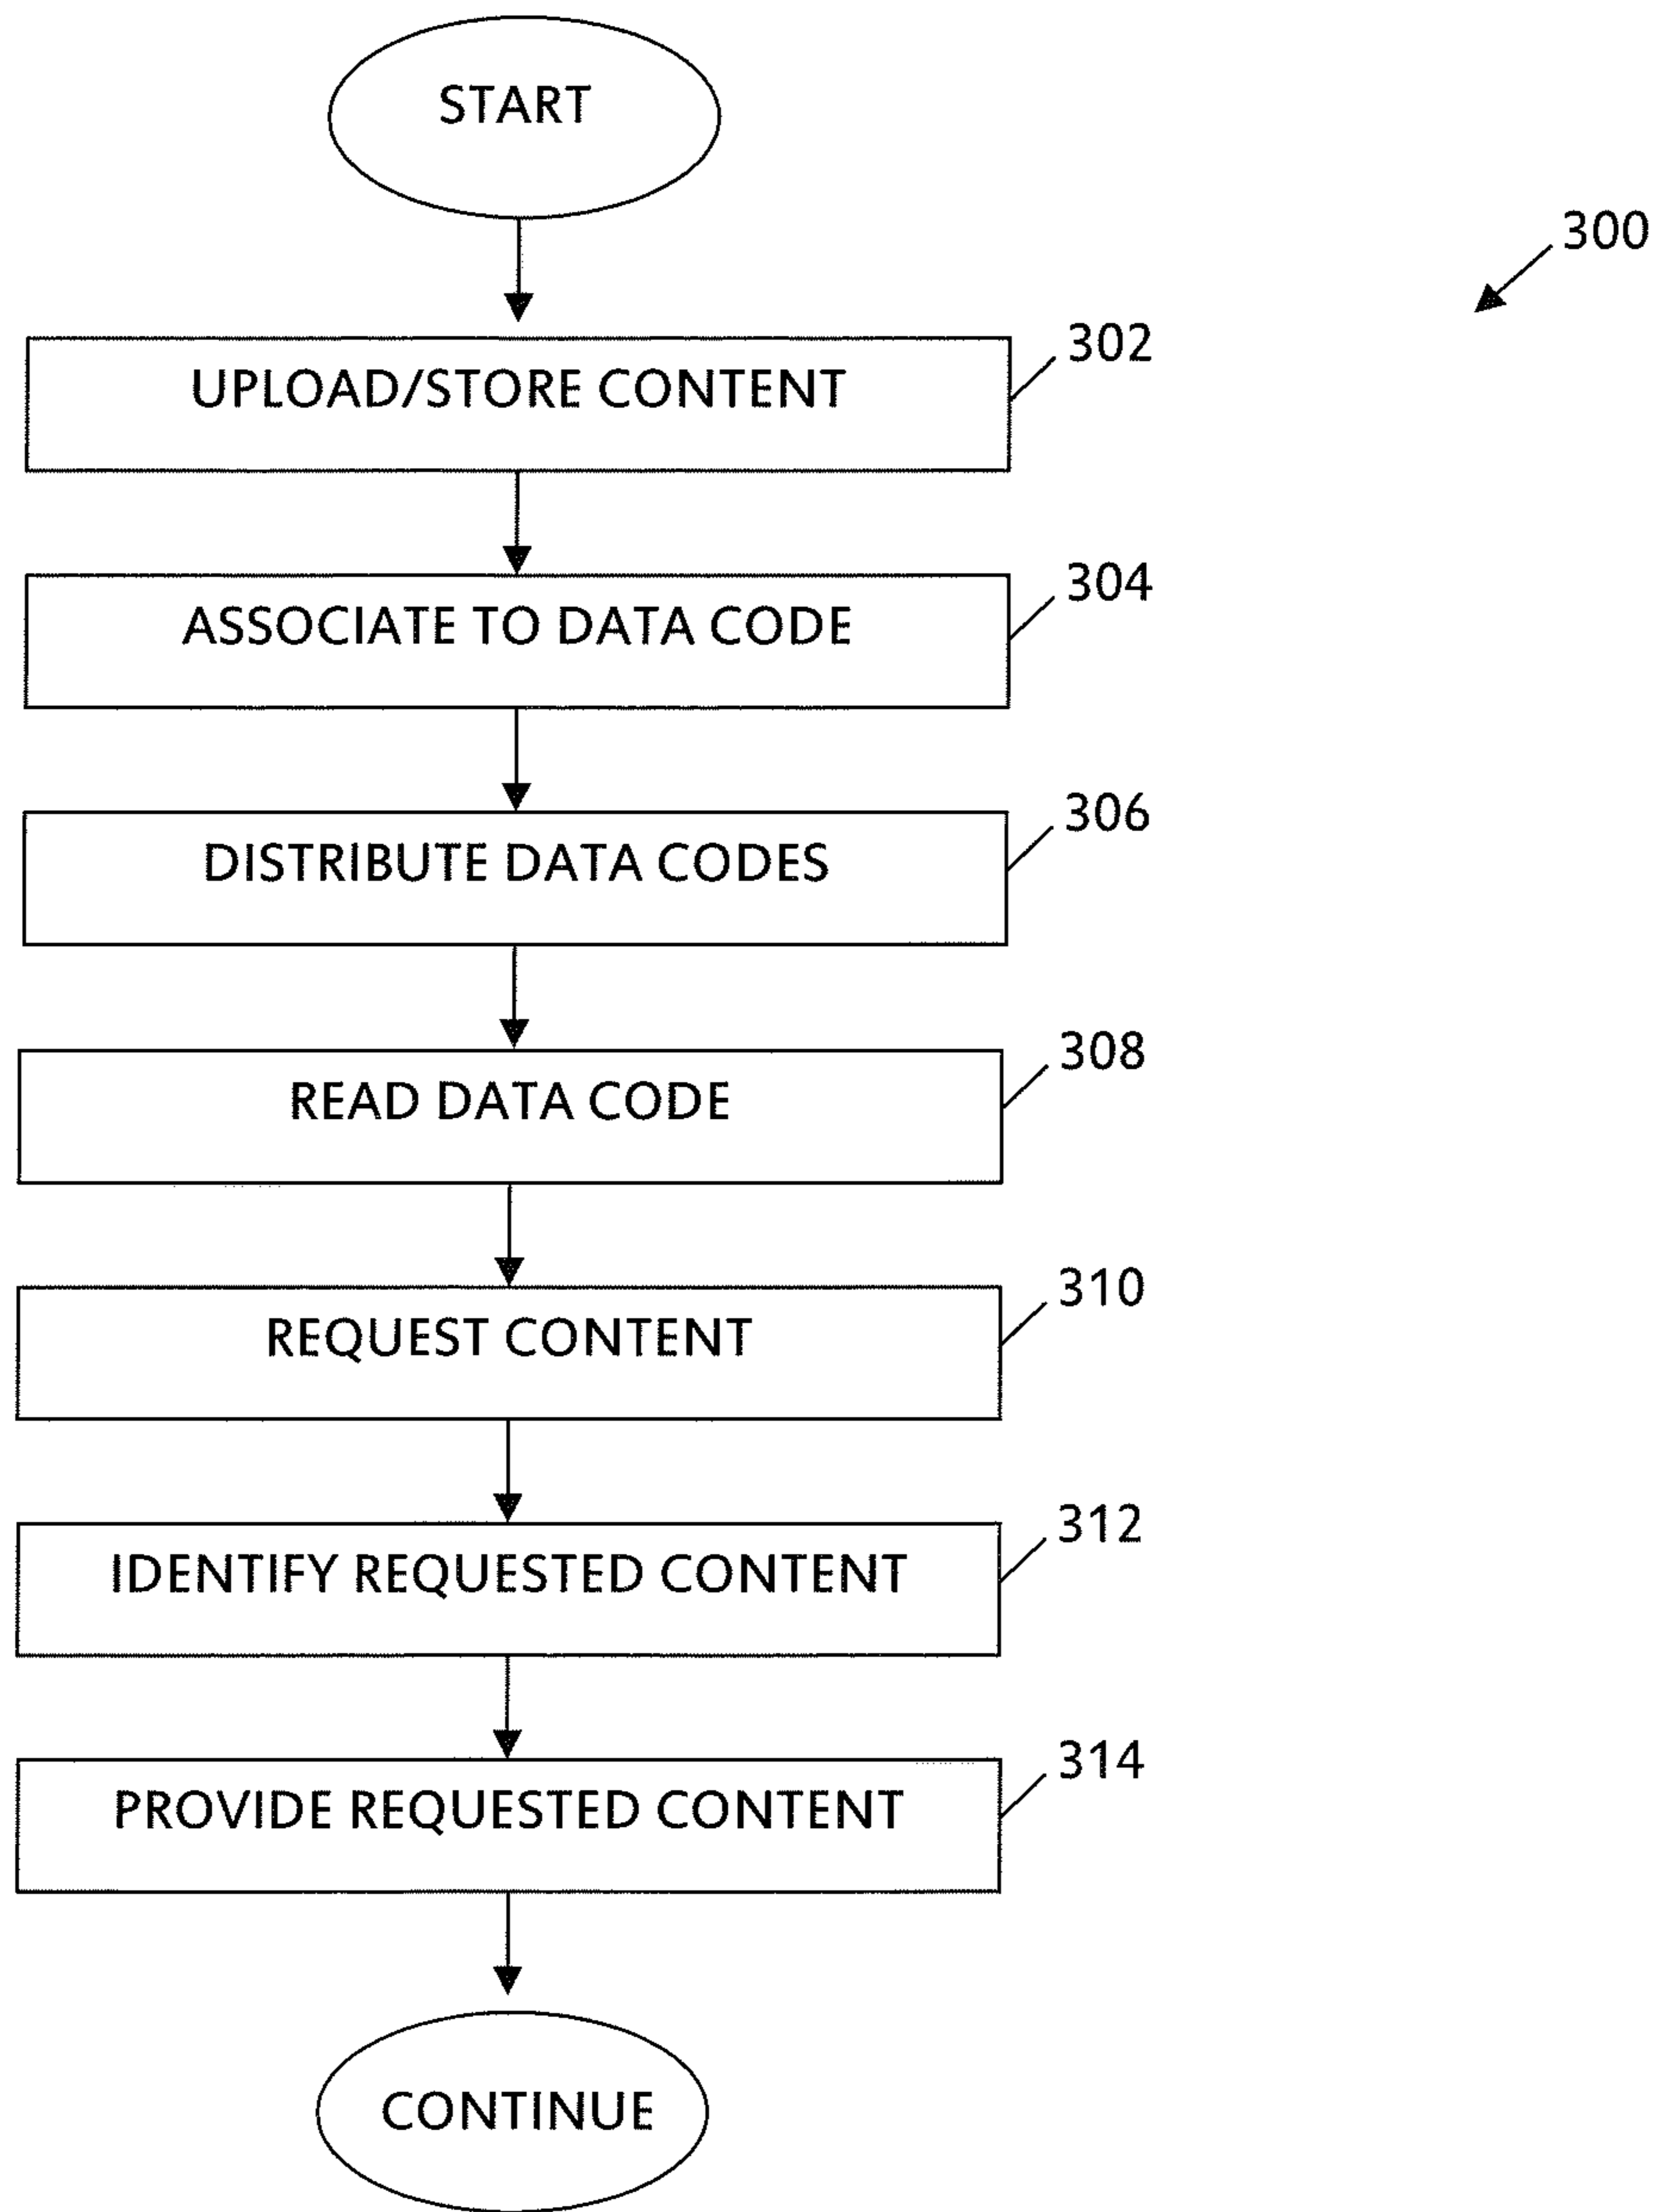 START
300
302
UPLOAD/STORE CONTENT
304
ASSOCIATE TO DATA CODE
306
DISTRIBUTE DATA CODES
308
READ DATA CODE
310
REQUEST CONTENT
312
IDENTIFY REQUESTED CONTENT
314
PROVIDE REQUESTED CONTENT
CONTINUE